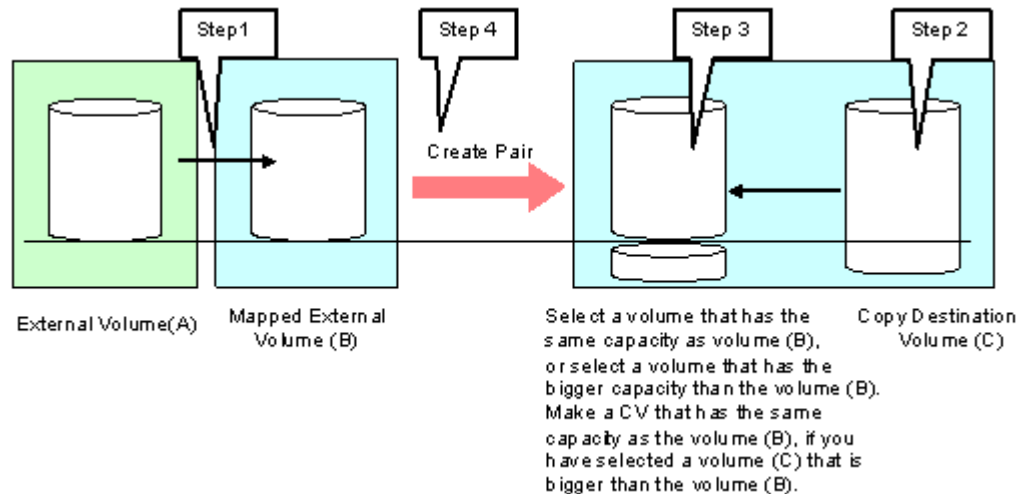 Step1
Step 4
Step 3
Step 2
Create Pair
External Volume(A)
Mapped External
Volume (B)
Select a volume that has the
same capacity as volume (B),
or select a volume that has the
bigger capacity than the volume (B).
Make a CV that has the same
capacity as the volume (B), if you
have selected a volume (C) that is
bigger than the volume (B).
Copy Destination
Volume (C)